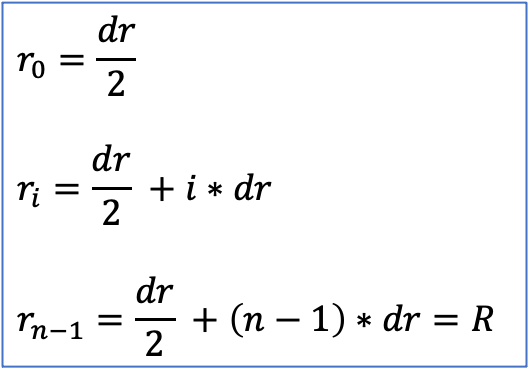 r₀ = dr/2
rᵢ = dr/2 + i * dr
rₙ₋₁ = dr/2 + (n − 1) * dr = R